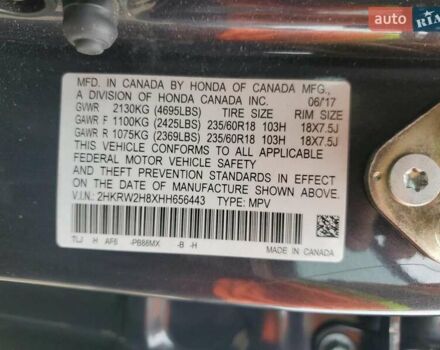 AUTO
RIA
MFD. IN CANADA BY HONDA OF CANADA MFG.,
A DIVISION OF HONDA CANADA INC. 06/17
GVWR 2130KG (4695LBS) TIRE SIZE RIM SIZE
GAWR F 1100KG (2425LBS) 235/60R18 103H 18X7.5J
GAWR R 1075KG (2369LBS) 235/60R18 103H 18X7.5J
THIS VEHICLE CONFORMS TO ALL APPLICABLE
FEDERAL MOTOR VEHICLE SAFETY
AND THEFT PREVENTION STANDARDS IN EFFECT
ON THE DATE OF MANUFACTURE SHOWN ABOVE.
V.I.N.: 2HKRW2H8XHH656443 TYPE: MPV
TLJ H AF6 -PB88MX -B -H
MADE IN CANADA